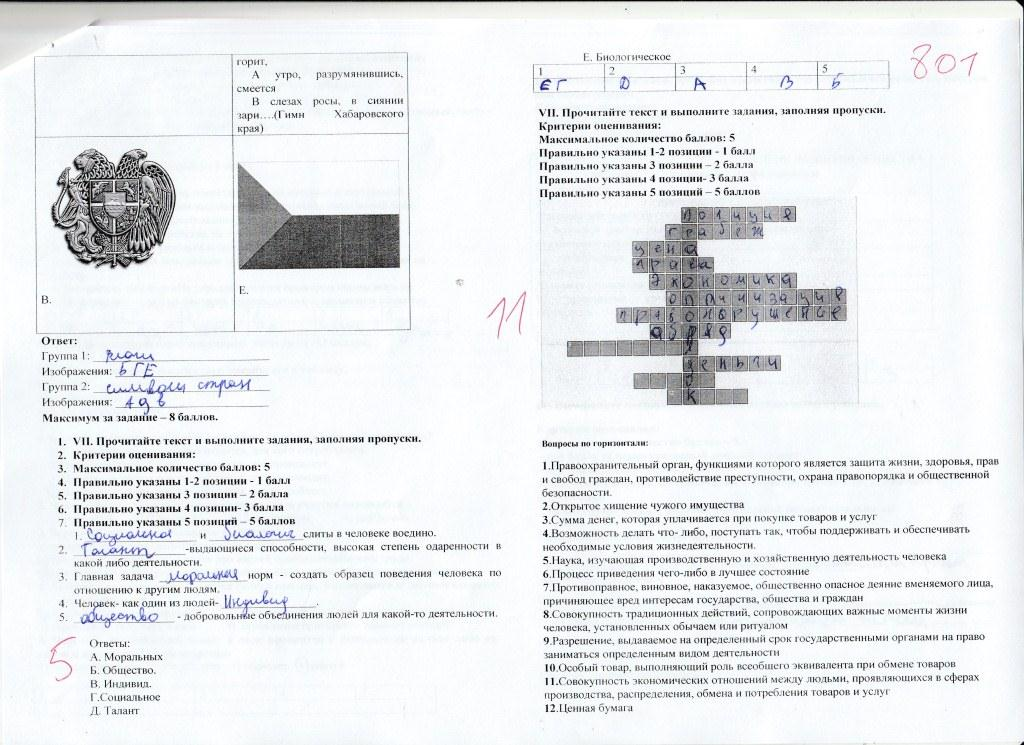 горит,
А утро, разрумянившись,
смеется
В слезах росы, в сиянии
зари....(Гимн Хабаровского
края)
В.
Е.
Ответ:
Группа 1:
Изображения: БГЕ
Группа 2: символы стран
Изображения: А Д В
Максимум за задание – 8 баллов.
1. VII. Прочитайте текст и выполните задания, заполняя пропуски.
2. Критерии оценивания:
3. Максимальное количество баллов: 5
4. Правильно указаны 1-2 позиции - 1 балл
5. Правильно указаны 3 позиции – 2 балла
6. Правильно указаны 4 позиции- 3 балла
7. Правильно указаны 5 позиций – 5 баллов
1. Социальное и биологич слиты в человеке воедино.
2. Талант -выдающиеся способности, высокая степень одаренности в
какой либо деятельности.
3. Главная задача моральных норм - создать образец поведения человека по
отношению к другим людям.
4. Человек- как один из людей- Индивид.
5. общество - добровольные объединения людей для какой-то деятельности.
5
Ответы:
А. Моральных
Б. Общество.
В. Индивид.
Г.Социальное
Д. Талант
11
Е. Биологическое
801
1 2 3 4 5
ЕГ D А В Б
VII. Прочитайте текст и выполните задания, заполняя пропуски.
Критерии оценивания:
Максимальное количество баллов: 5
Правильно указаны 1-2 позиции - 1 балл
Правильно указаны 3 позиции – 2 балла
Правильно указаны 4 позиции- 3 балла
Правильно указаны 5 позиций – 5 баллов
полиция
грабеж
цена
права
экономика
оптимизация
правонарушение
обряд
деньги
к
Вопросы по горизонтали:
1.Правоохранительный орган, функциями которого является защита жизни, здоровья, прав
и свобод граждан, противодействие преступности, охрана правопорядка и общественной
безопасности.
2.Открытое хищение чужого имущества
3.Сумма денег, которая уплачивается при покупке товаров и услуг
4.Возможность делать что- либо, поступать так, чтобы поддерживать и обеспечивать
необходимые условия жизнедеятельности.
5.Наука, изучающая производственную и хозяйственную деятельность человека
6.Процесс приведения чего-либо в лучшее состояние
7.Противоправное, виновное, наказуемое, общественно опасное деяние вменяемого лица,
причиняющее вред интересам государства, общества и граждан
8.Совокупность традиционных действий, сопровождающих важные моменты жизни
человека, установленных обычаем или ритуалом
9.Разрешение, выдаваемое на определенный срок государственными органами на право
заниматься определенным видом деятельности
10.Особый товар, выполняющий роль всеобщего эквивалента при обмене товаров
11.Совокупность экономических отношений между людьми, проявляющихся в сферах
производства, распределения, обмена и потребления товаров и услуг
12.Ценная бумага